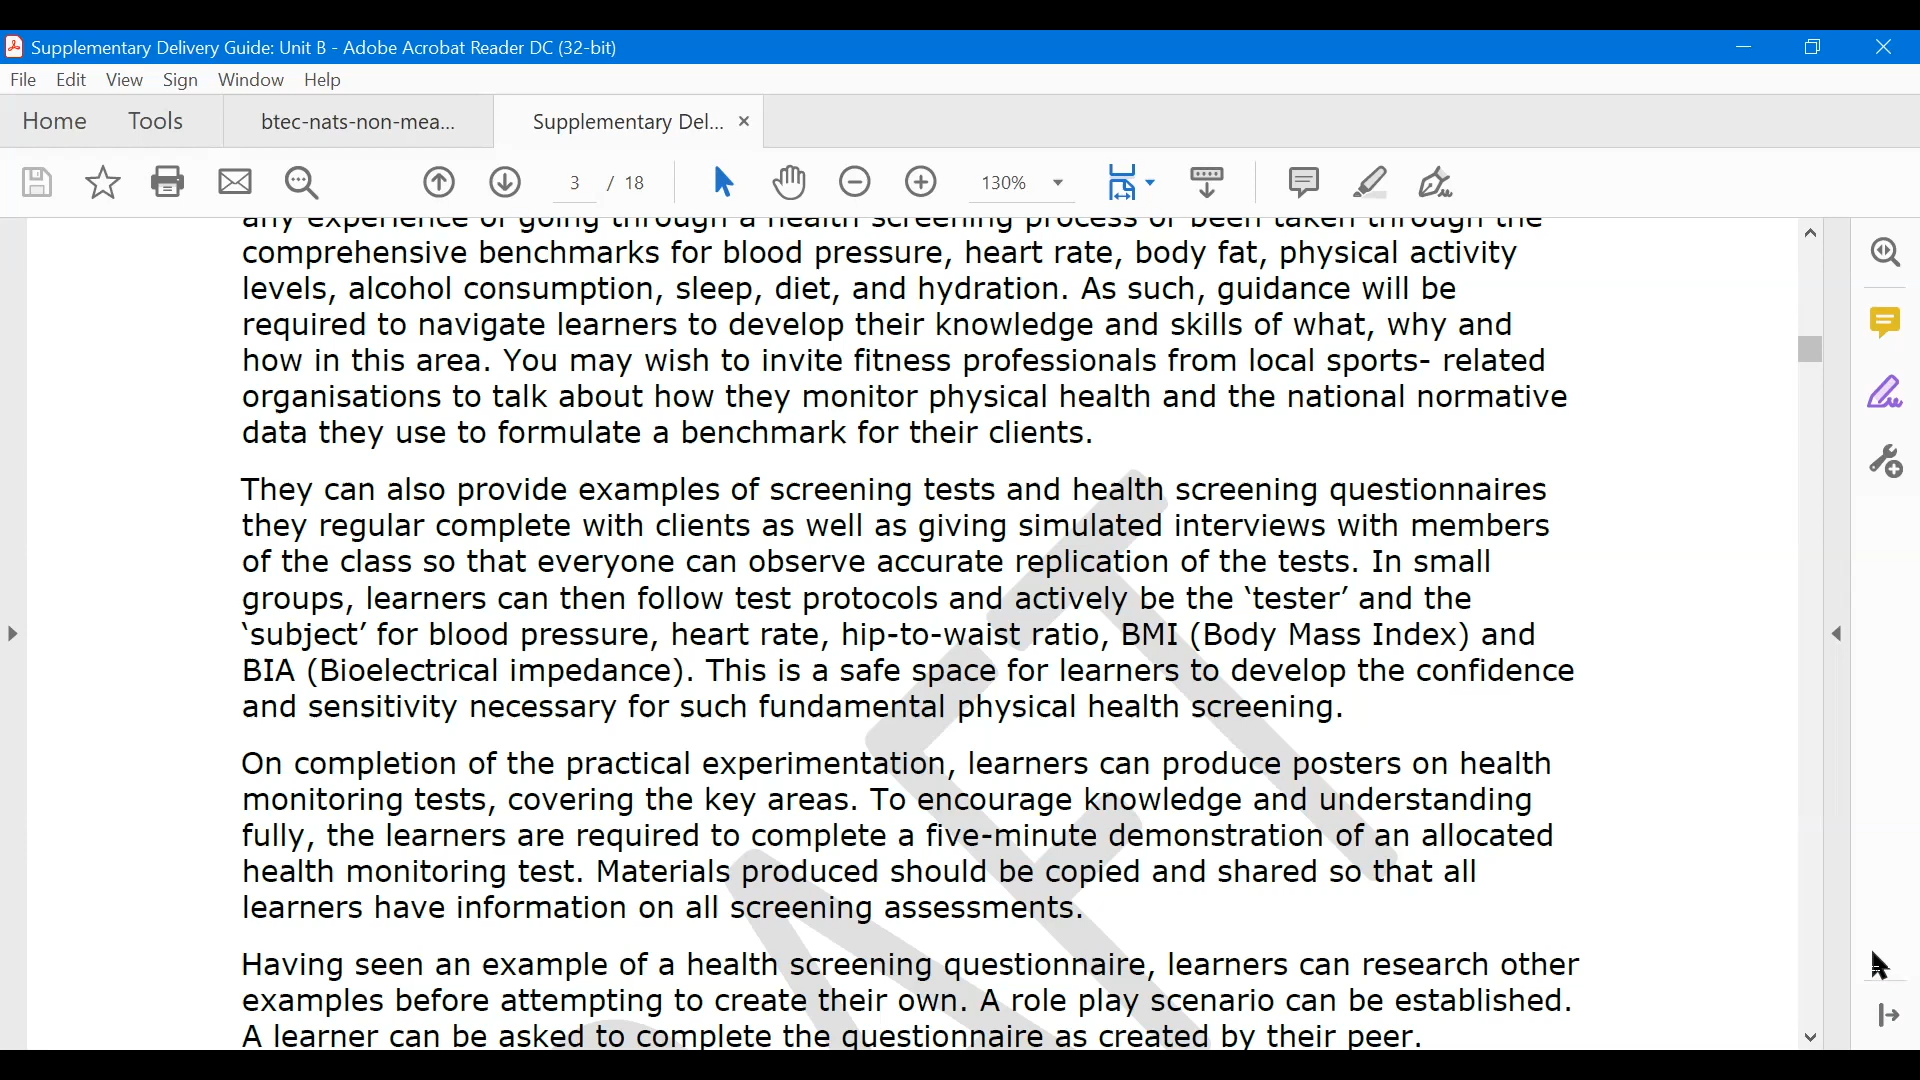 Supplementary Delivery Guide: Unit B - Adobe Acrobat Reader DC (32-bit)
File Edit View Sign Window Help
Home Tools btec-nats-non-mea... Supplementary Del...
3 / 18 130%
any experience of going through a health screening process or been taken through the
comprehensive benchmarks for blood pressure, heart rate, body fat, physical activity
levels, alcohol consumption, sleep, diet, and hydration. As such, guidance will be
required to navigate learners to develop their knowledge and skills of what, why and
how in this area. You may wish to invite fitness professionals from local sports- related
organisations to talk about how they monitor physical health and the national normative
data they use to formulate a benchmark for their clients.
They can also provide examples of screening tests and health screening questionnaires
they regular complete with clients as well as giving simulated interviews with members
of the class so that everyone can observe accurate replication of the tests. In small
groups, learners can then follow test protocols and actively be the ‘tester’ and the
‘subject’ for blood pressure, heart rate, hip-to-waist ratio, BMI (Body Mass Index) and
BIA (Bioelectrical impedance). This is a safe space for learners to develop the confidence
and sensitivity necessary for such fundamental physical health screening.
On completion of the practical experimentation, learners can produce posters on health
monitoring tests, covering the key areas. To encourage knowledge and understanding
fully, the learners are required to complete a five-minute demonstration of an allocated
health monitoring test. Materials produced should be copied and shared so that all
learners have information on all screening assessments.
Having seen an example of a health screening questionnaire, learners can research other
examples before attempting to create their own. A role play scenario can be established.
A learner can be asked to complete the questionnaire as created by their peer.